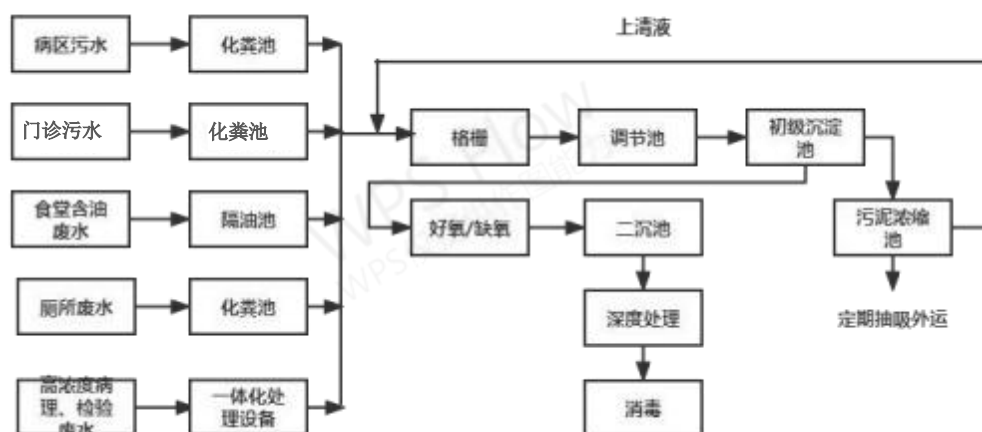 上清液
病区污水
化粪池
门诊污水
化粪池
格栅
调节池
初级沉淀
池
食堂含油
废水
隔油池
好氧/缺氧
二沉池
污泥浓缩
池
厕所废水
化粪池
深度处理
定期抽吸外运
高浓度病
理、检验
废水
一体化处
理设备
消毒
WPS Flow